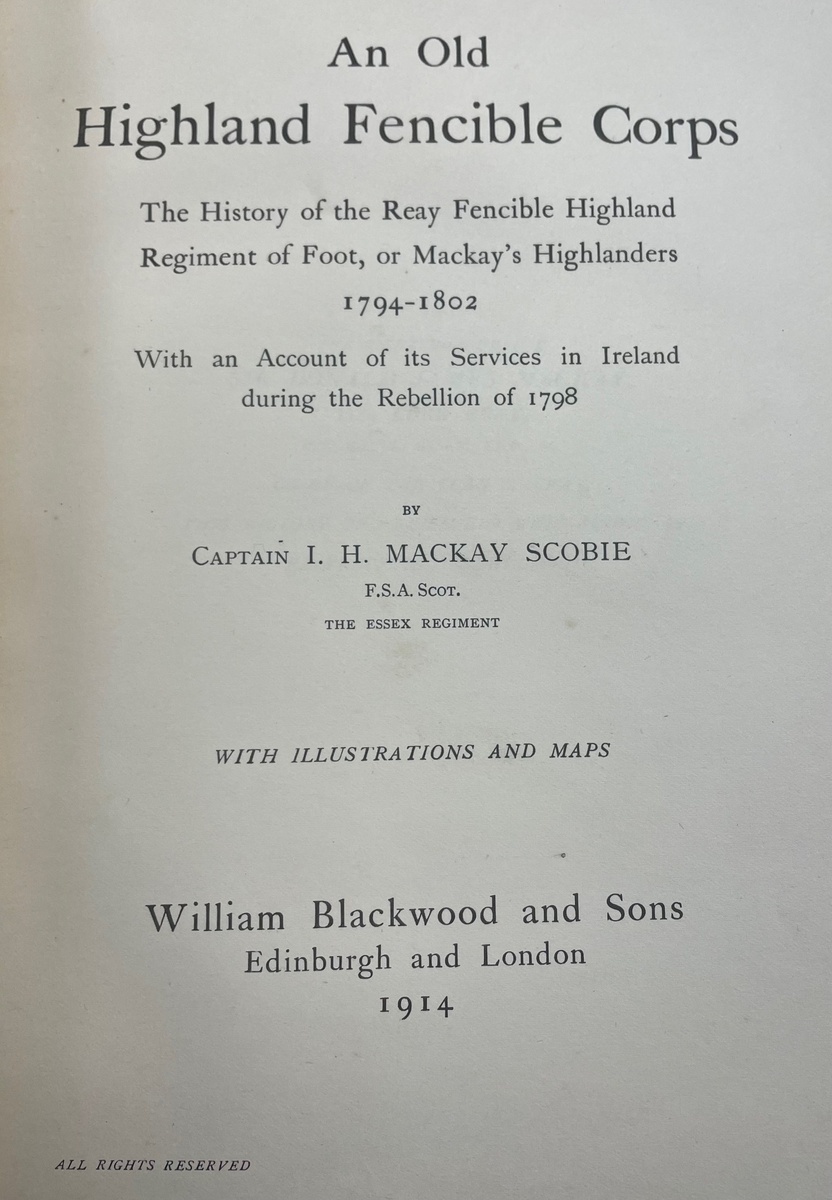 An Old
Highland Fencible Corps
The History of the Reay Fencible Highland
Regiment of Foot, or Mackay's Highlanders
1794-1802
With an Account of its Services in Ireland
during the Rebellion of 1798
BY
CAPTAIN I. H. MACKAY SCOBIE
F.S.A. SCOT.
THE ESSEX REGIMENT
WITH ILLUSTRATIONS AND MAPS
William Blackwood and Sons
Edinburgh and London
1914
ALL RIGHTS RESERVED